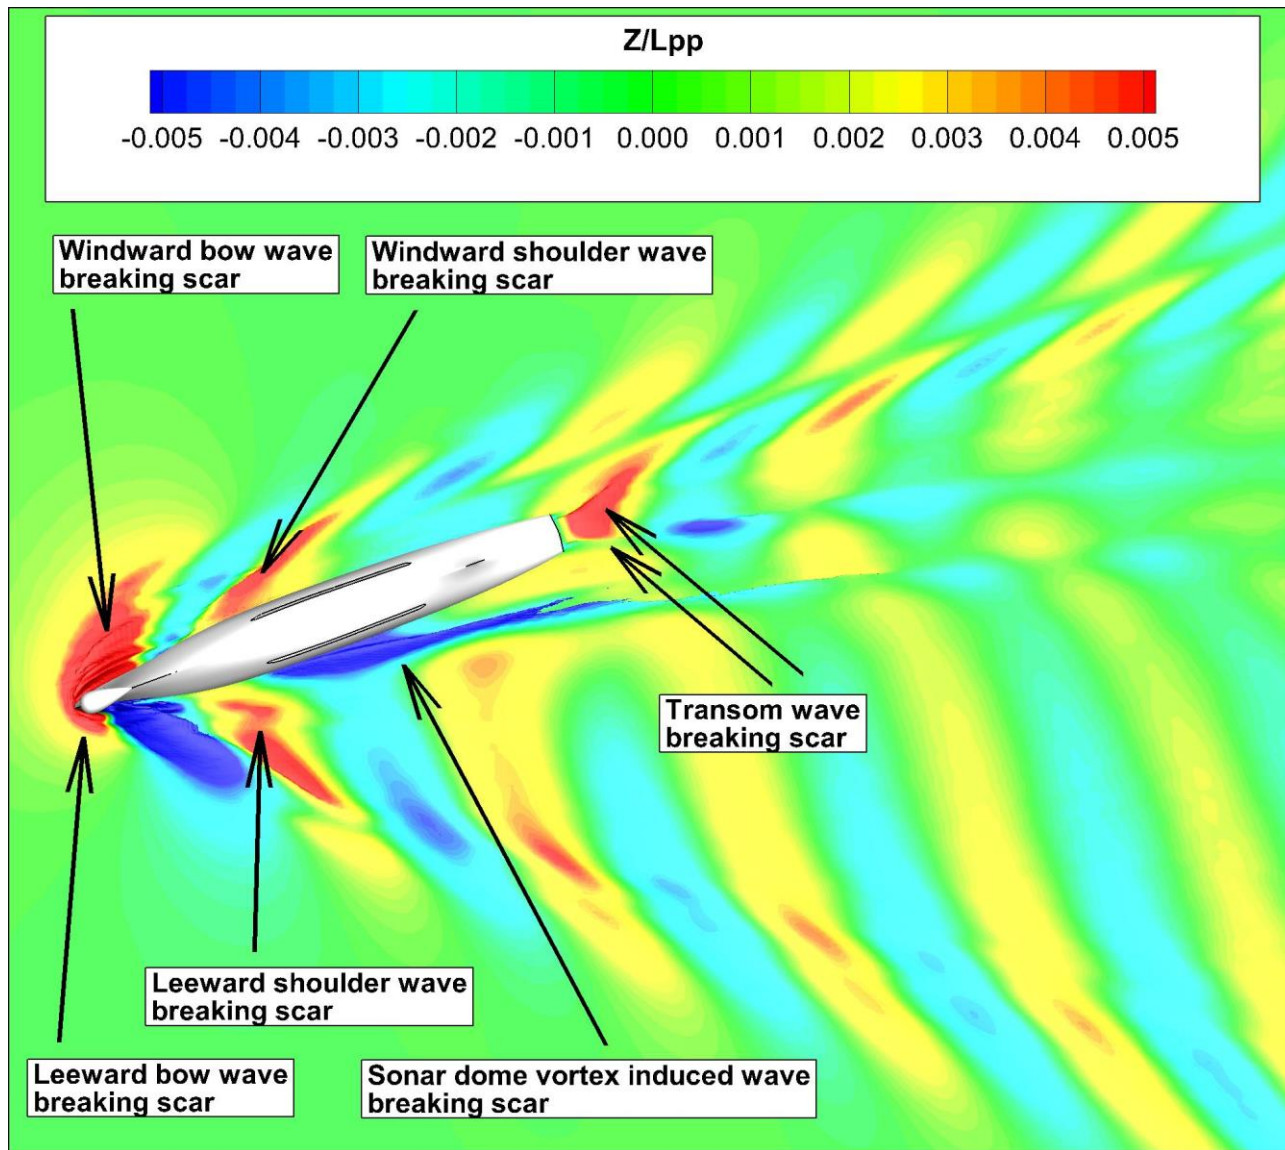 Z/Lpp
-0.005 -0.004 -0.003 -0.002 -0.001 0.000 0.001 0.002 0.003 0.004 0.005
Windward bow wave
breaking scar
Windward shoulder wave
breaking scar
Transom wave
breaking scar
Leeward shoulder wave
breaking scar
Leeward bow wave
breaking scar
Sonar dome vortex induced wave
breaking scar